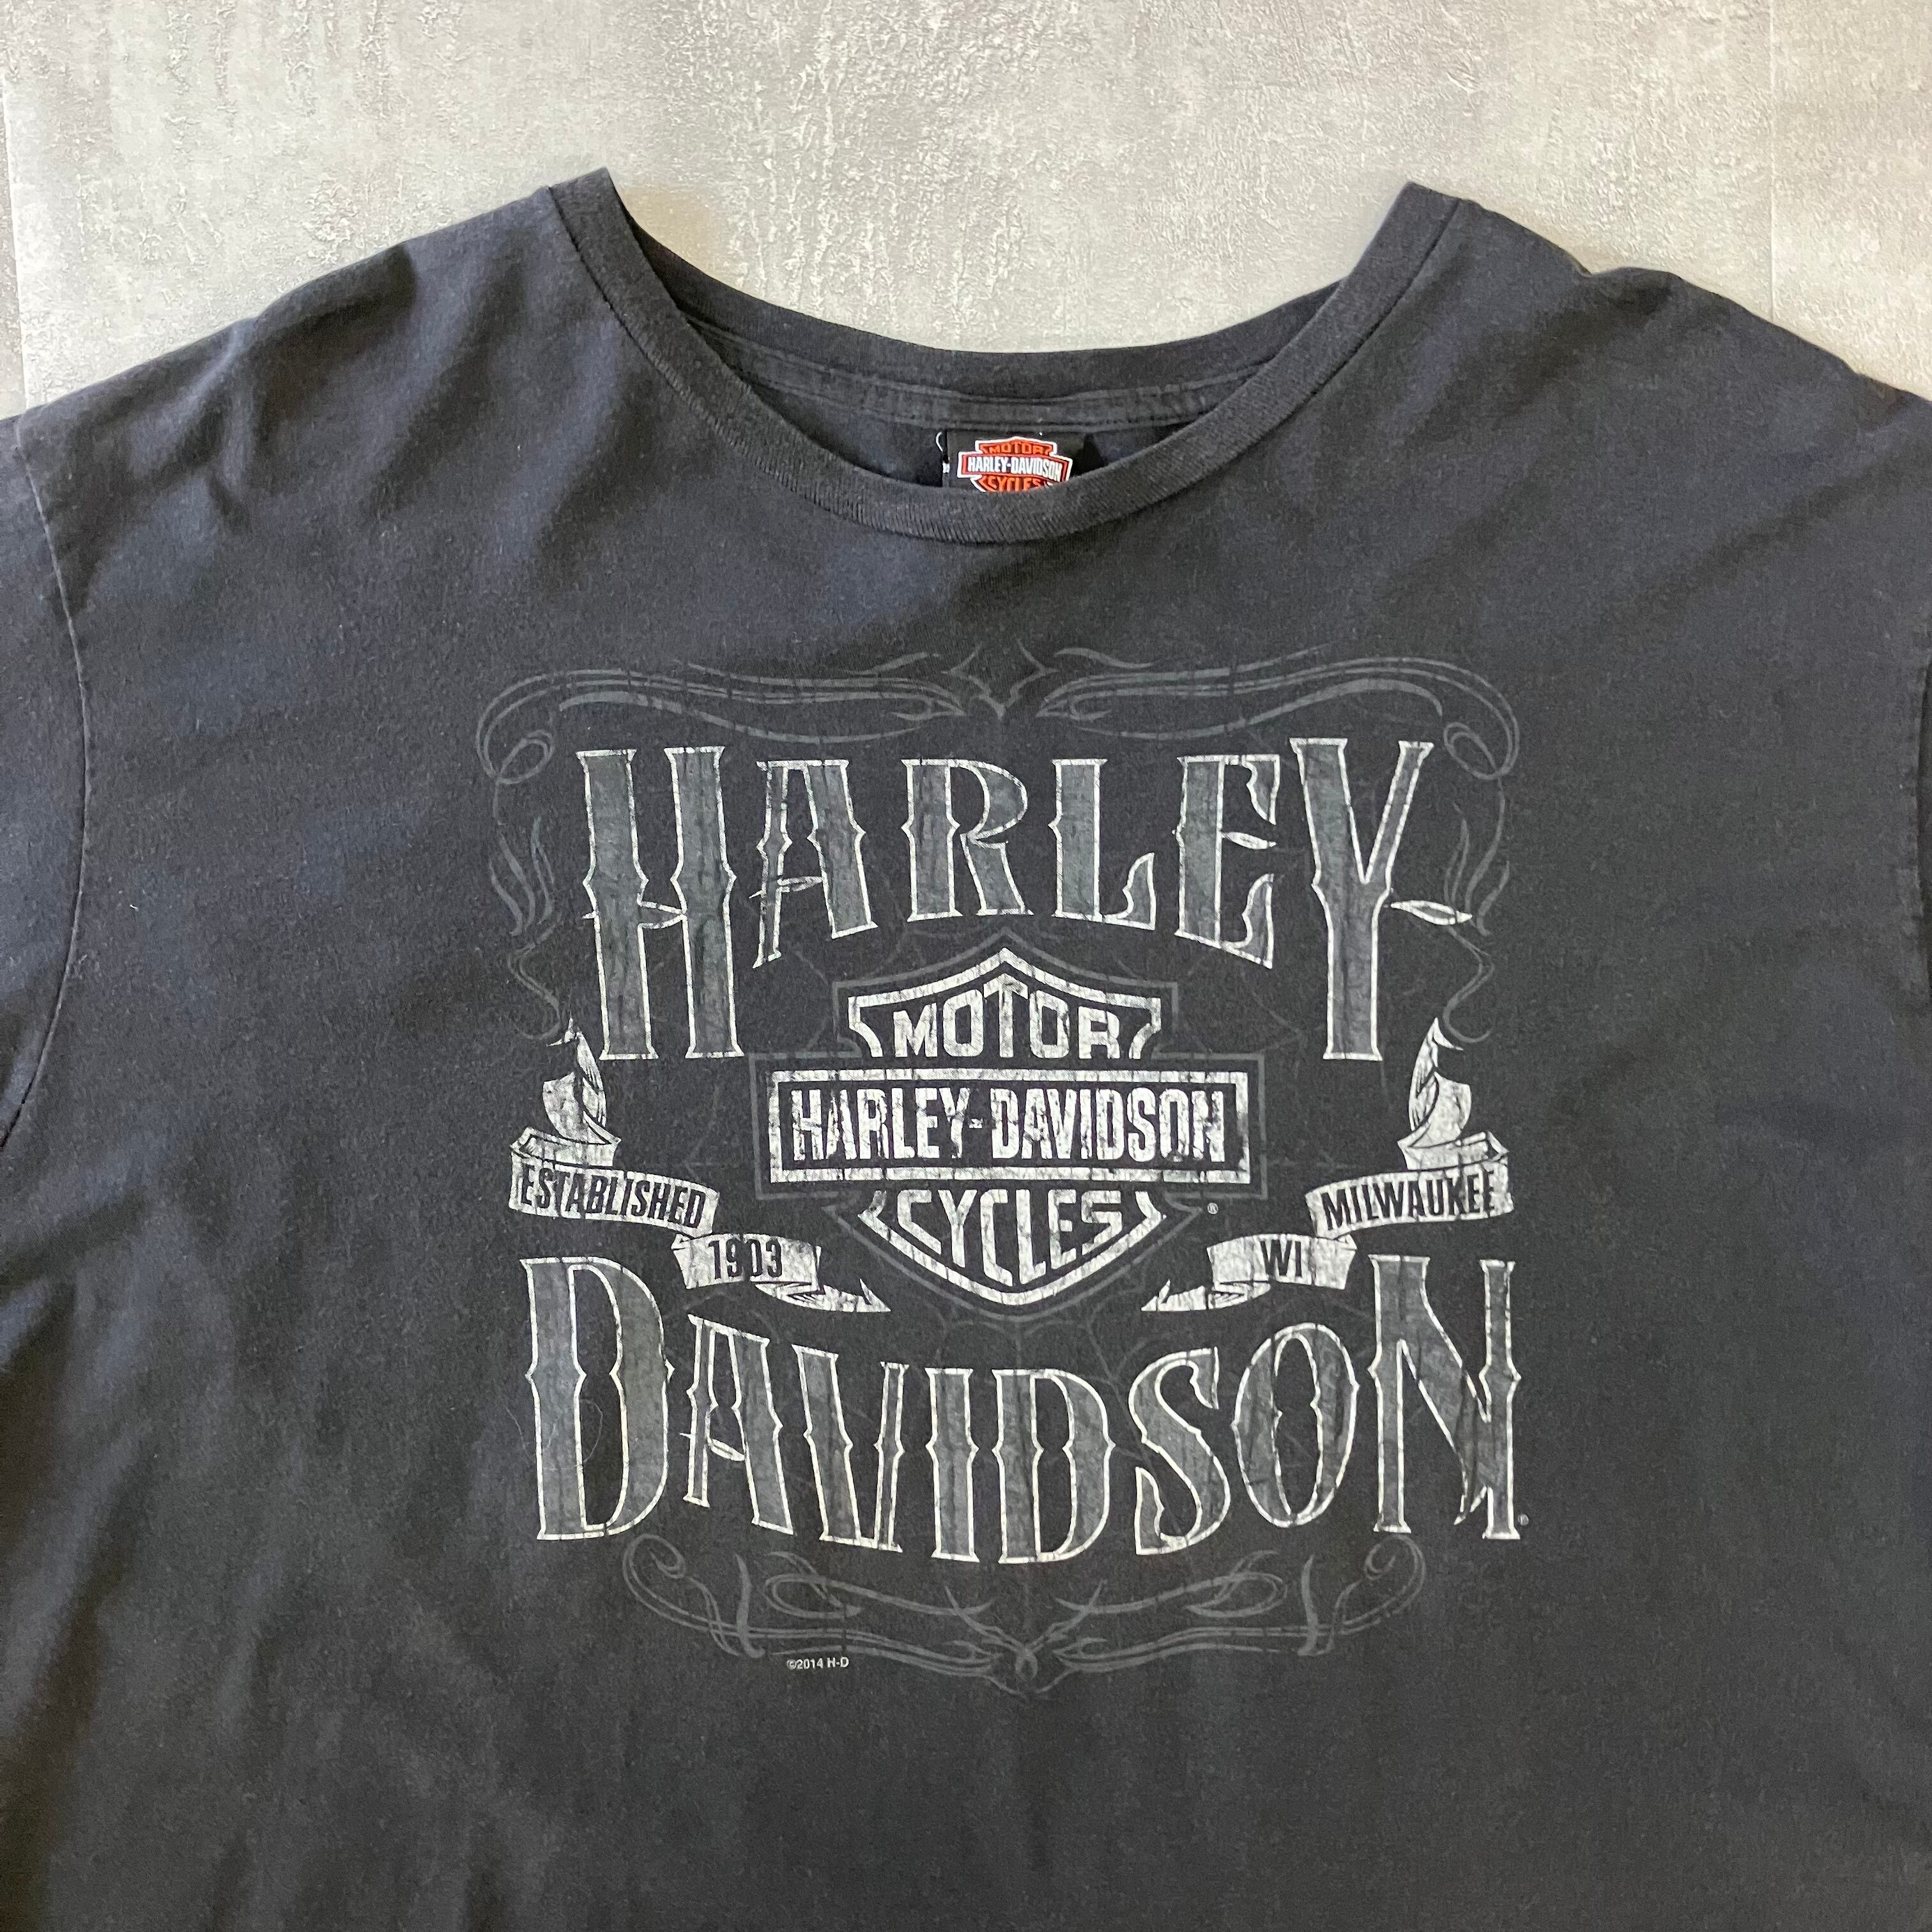 MOTOR
HARLEY-DAVIDSON
CYCLES
HARLEY
MOTOR
HARLEY-DAVIDSON
CYCLES
®
ESTABLISHED
1903
MILWAUKEE
WI
DAVIDSON
©2014 H-D